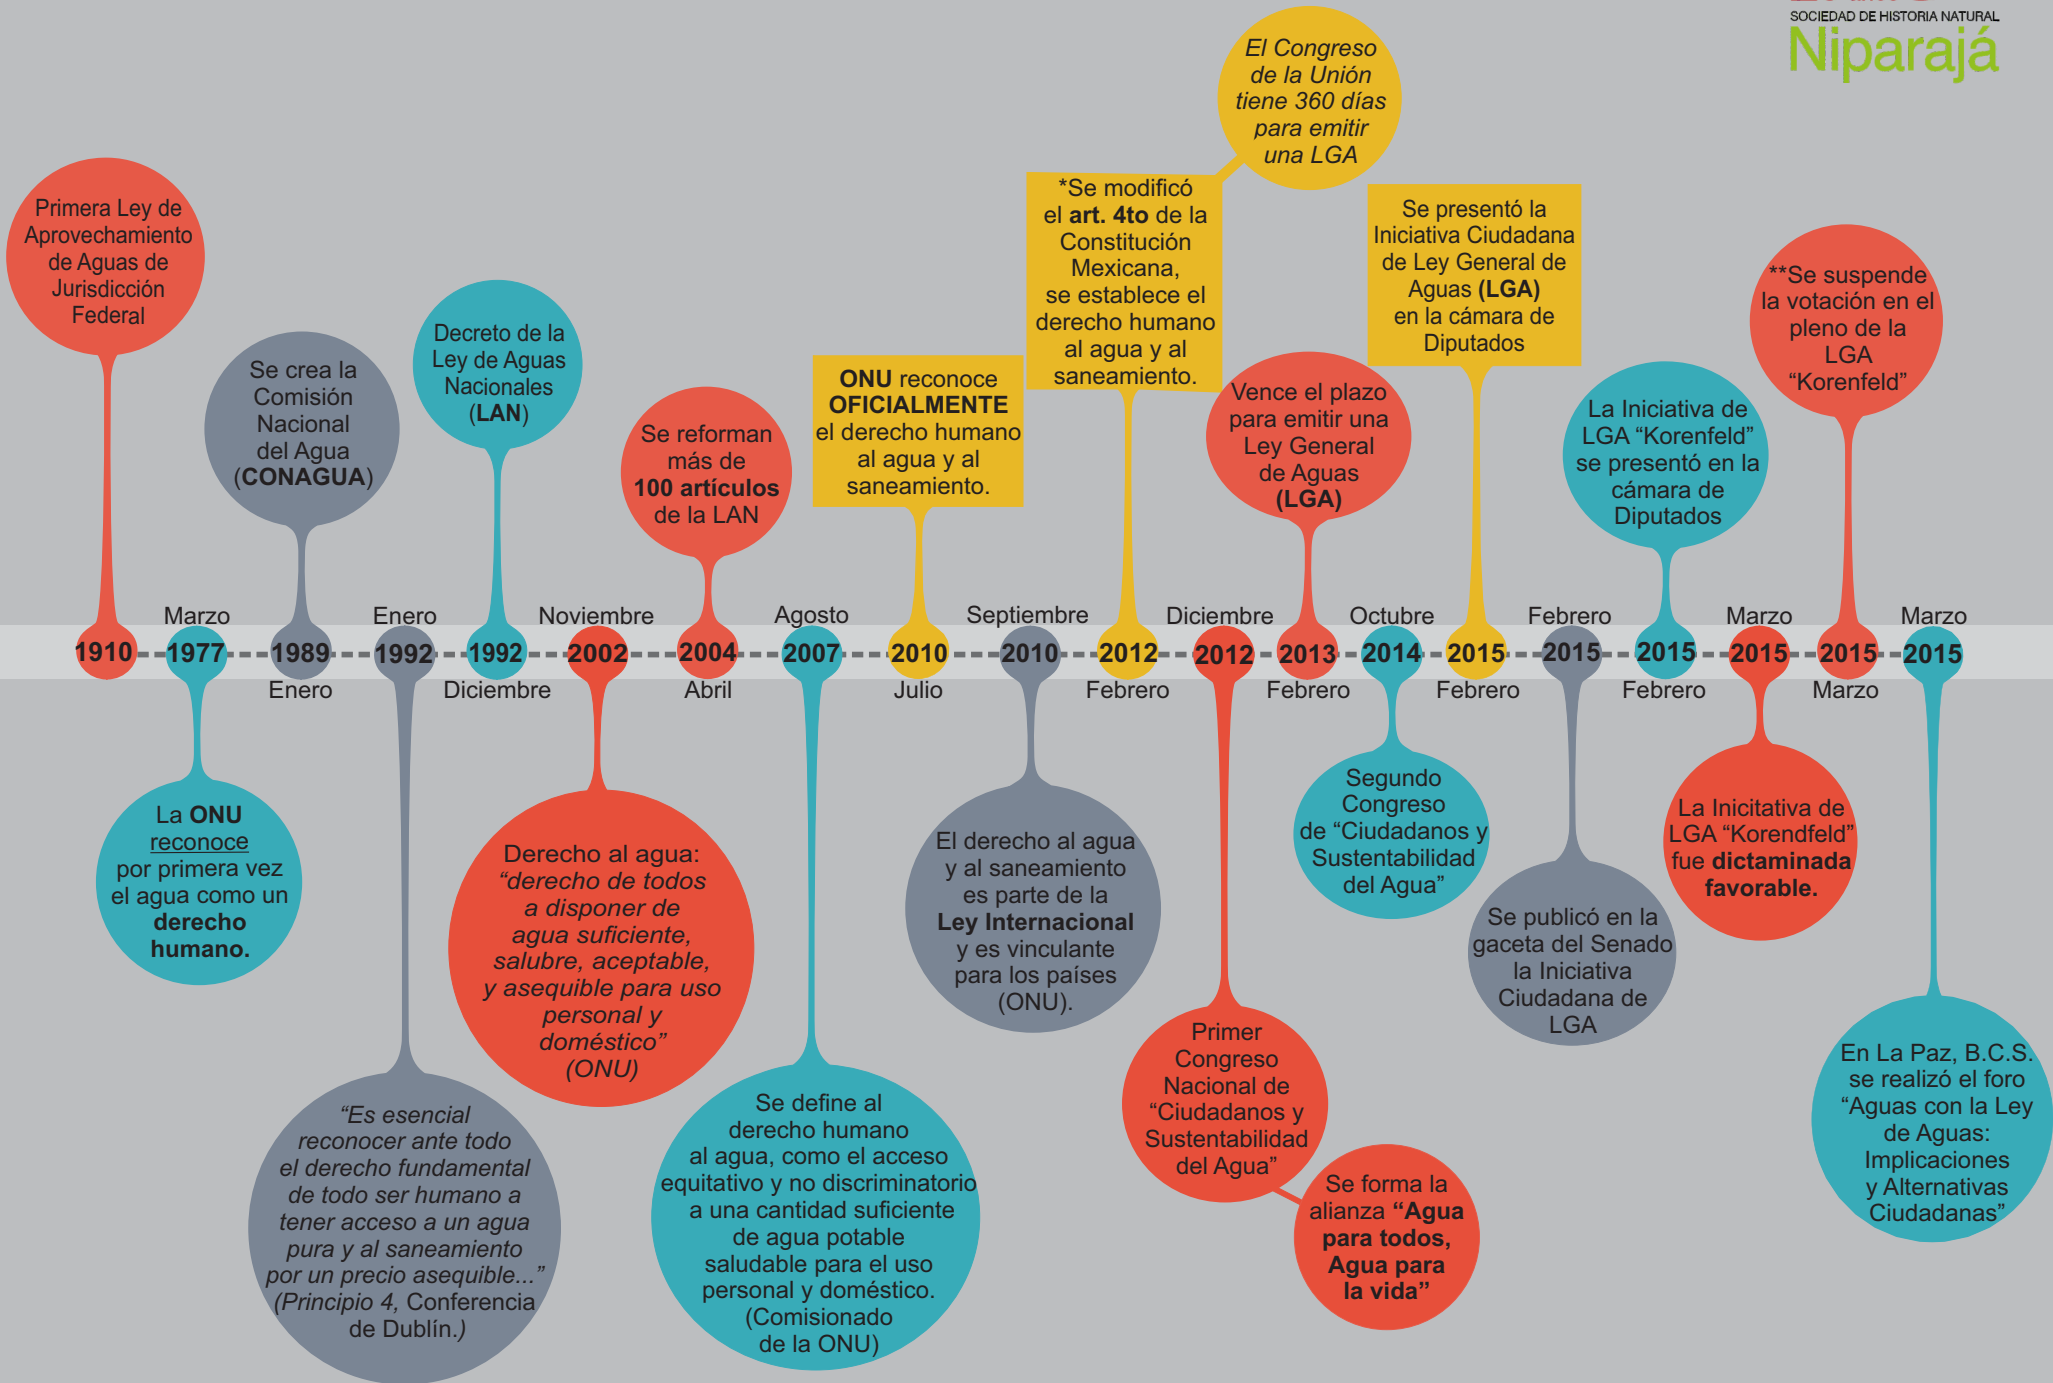 SOCIEDAD DE HISTORIA NATURAL
Niparajá
El Congreso
de la Unión
tiene 360 días
para emitir
una LGA
Primera Ley de
Aprovechamiento
de Aguas de
Jurisdicción
Federal
Se crea la
Comisión
Nacional
del Agua
(CONAGUA)
Decreto de la
Ley de Aguas
Nacionales
(LAN)
Se reforman
más de
100 artículos
de la LAN
ONU reconoce
OFICIALMENTE
el derecho humano
al agua y al
saneamiento.
*Se modificó
el art. 4to de la
Constitución
Mexicana,
se establece el
derecho humano
al agua y al
saneamiento.
Vence el plazo
para emitir una
Ley General
de Aguas
(LGA)
Se presentó la
Iniciativa Ciudadana
de Ley General de
Aguas (LGA)
en la cámara de
Diputados
La Iniciativa de
LGA “Korenfeld”
se presentó en la
cámara de
Diputados
**Se suspende
la votación en el
pleno de la
LGA
“Korenfeld”
Marzo
Enero
Noviembre
Agosto
Septiembre
Diciembre
Octubre
Febrero
Marzo
Marzo
1910
1977
1989
1992
1992
2002
2004
2007
2010
2010
2012
2012
2013
2014
2015
2015
2015
2015
2015
2015
Enero
Diciembre
Abril
Julio
Febrero
Febrero
Febrero
Febrero
Marzo
La ONU
reconoce
por primera vez
el agua como un
derecho
humano.
“Es esencial
reconocer ante todo
el derecho fundamental
de todo ser humano a
tener acceso a un agua
pura y al saneamiento
por un precio asequible...”
(Principio 4, Conferencia
de Dublín.)
Derecho al agua:
“derecho de todos
a disponer de
agua suficiente,
salubre, aceptable,
y asequible para uso
personal y
doméstico”
(ONU)
Se define al
derecho humano
al agua, como el acceso
equitativo y no discriminatorio
a una cantidad suficiente
de agua potable
saludable para el uso
personal y doméstico.
(Comisionado
de la ONU)
El derecho al agua
y al saneamiento
es parte de la
Ley Internacional
y es vinculante
para los países
(ONU).
Primer
Congreso
Nacional de
“Ciudadanos y
Sustentabilidad
del Agua”
Se forma la
alianza “Agua
para todos,
Agua para
la vida”
Segundo
Congreso
de “Ciudadanos y
Sustentabilidad
del Agua”
Se publicó en la
gaceta del Senado
la Iniciativa
Ciudadana de
LGA
La Inicitativa de
LGA “Korendfeld”
fue dictaminada
favorable.
En La Paz, B.C.S.
se realizó el foro
“Aguas con la Ley
de Aguas:
Implicaciones
y Alternativas
Ciudadanas”